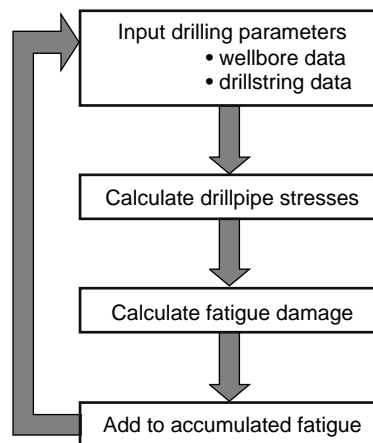 Input drilling parameters
• wellbore data
• drillstring data
Calculate drillpipe stresses
Calculate fatigue damage
Add to accumulated fatigue